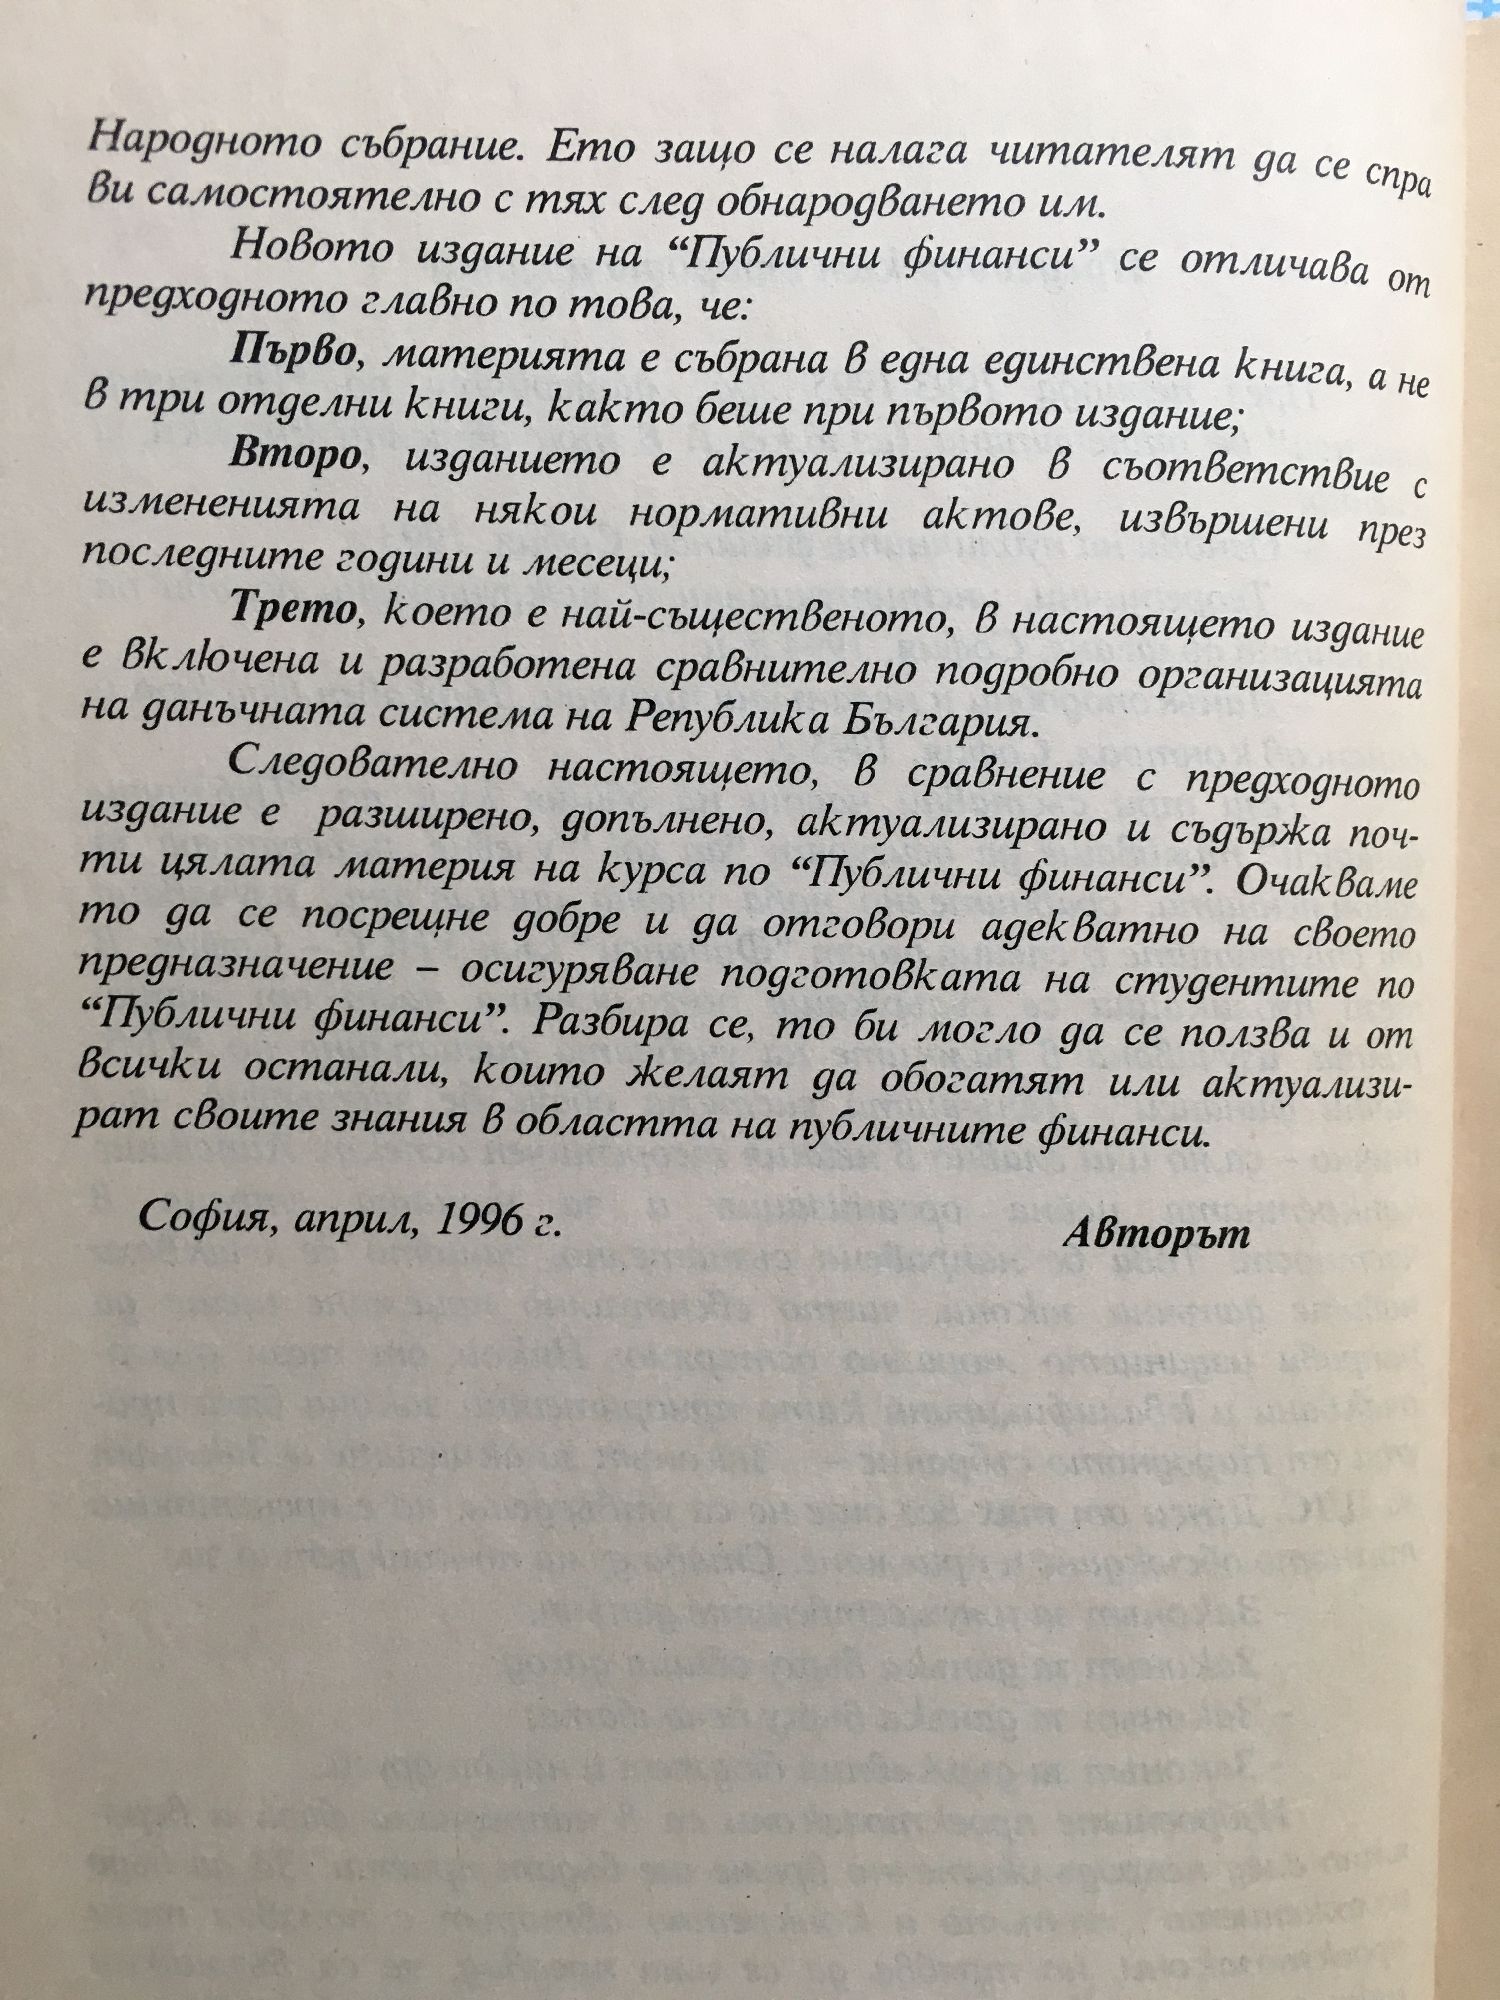 Народното събрание. Ето защо се налага читателят да се спра
ви самостоятелно с тях след обнародването им.
Новото издание на “Публични финанси” се отличава от
предходното главно по това, че:
Първо, материята е събрана в една единствена книга, а не
в три отделни книги, както беше при първото издание;
Второ, изданието е актуализирано в съответствие с
измененията на някои нормативни актове, извършени през
последните години и месеци;
Трето, което е най-същественото, в настоящето издание
е включена и разработена сравнително подробно организацията
на данъчната система на Република България.
Следователно настоящето, в сравнение с предходното
издание е разширено, допълнено, актуализирано и съдържа поч-
ти цялата материя на курса по “Публични финанси”. Очакваме
то да се посрещне добре и да отговори адекватно на своето
предназначение – осигуряване подготовката на студентите по
“Публични финанси”. Разбира се, то би могло да се ползва и от
всички останали, които желаят да обогатят или актуализи-
рат своите знания в областта на публичните финанси.
София, април, 1996 г. Авторът